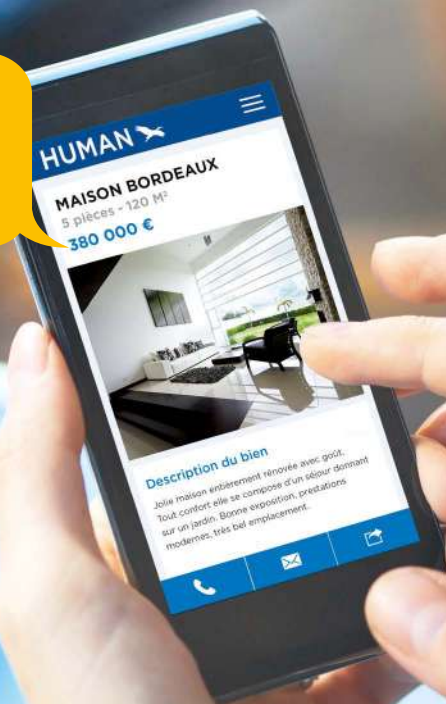 HUMAN
MAISON BORDEAUX
5 pièces - 120 M²
380 000 €
Description du bien
Jolie maison entièrement rénovée avec goût.
Tout confort elle se compose d'un séjour donnant
sur un jardin. Bonne exposition, prestations
modernes, très bel emplacement.